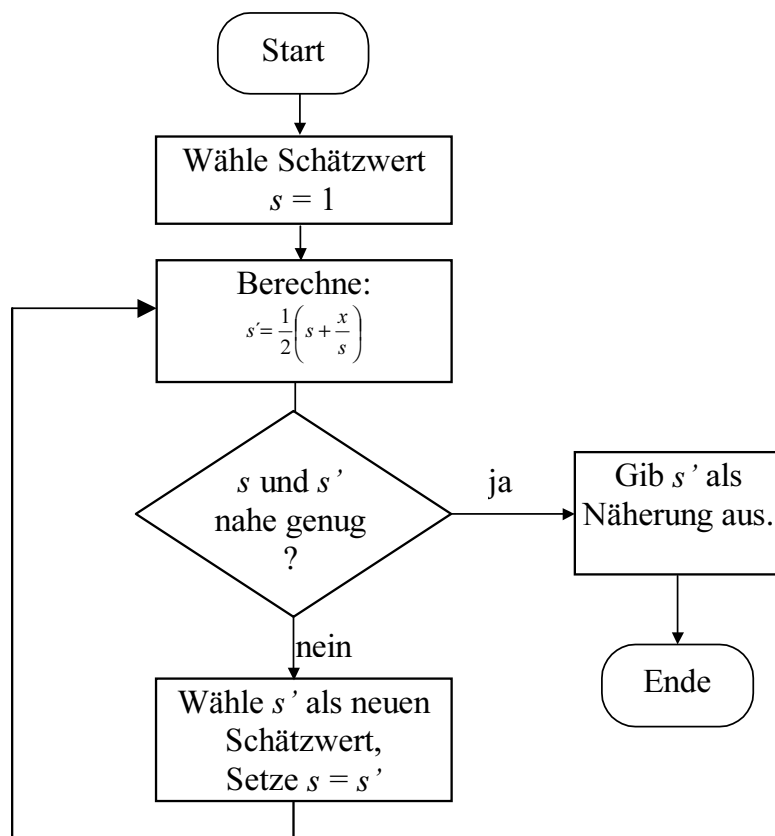 Start
Wähle Schätzwert
s = 1
Berechne:
s´= 1/2 (s + x/s)
s und s’
nahe genug
?
ja
Gib s’ als
Näherung aus.
nein
Ende
Wähle s’ als neuen
Schätzwert,
Setze s = s’